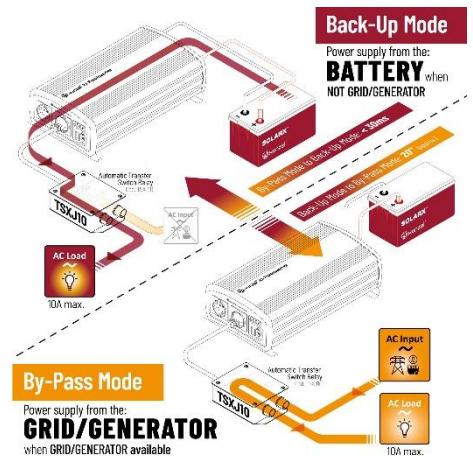 Back-Up Mode
Power supply from the:
BATTERY when
NOT GRID/GENERATOR
SOLARX
Automatic Transfer
Switch Relay
TSXJ10
AC Input
AC Load
10A max.
By-Pass Mode to Back-Up Mode: <30ms
Back-Up Mode to By-Pass Mode: 20"
SOLARX
By-Pass Mode
Power supply from the:
GRID/GENERATOR
when GRID/GENERATOR available
Automatic Transfer
Switch Relay
TSXJ10
AC Input
AC Load
10A max.